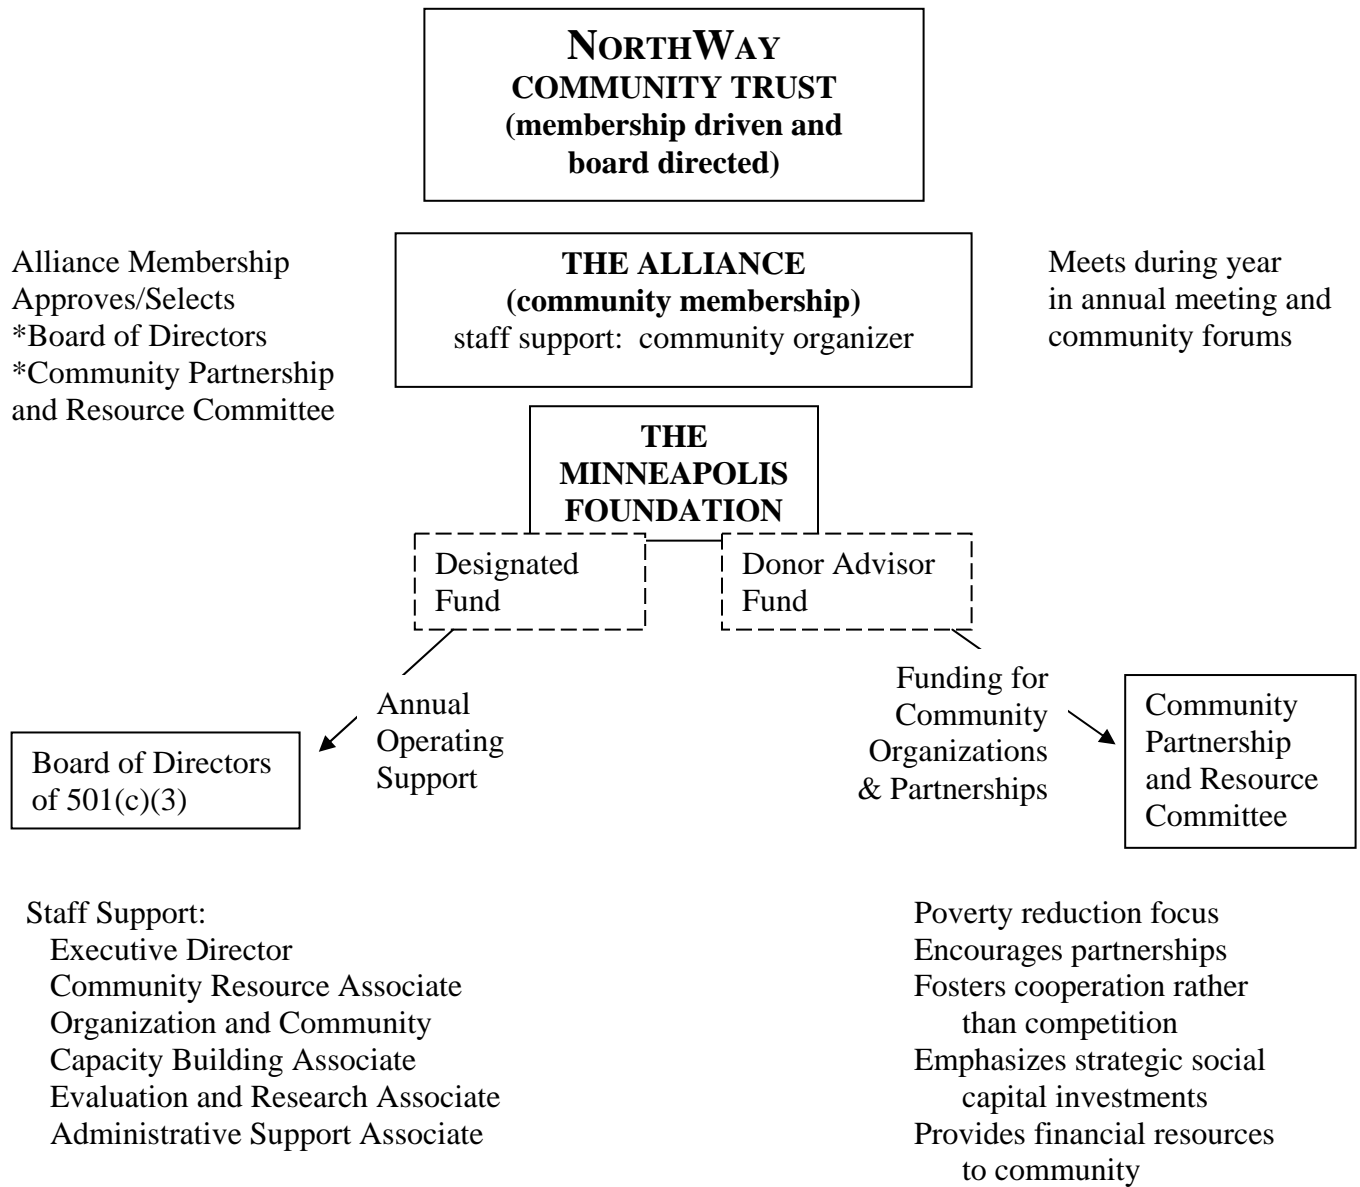 NORTHWAY
COMMUNITY TRUST
(membership driven and
board directed)
Alliance Membership
Approves/Selects
*Board of Directors
*Community Partnership
and Resource Committee
THE ALLIANCE
(community membership)
staff support:  community organizer
Meets during year
in annual meeting and
community forums
THE
MINNEAPOLIS
FOUNDATION
Designated
Fund
Donor Advisor
Fund
Annual
Operating
Support
Funding for
Community
Organizations
& Partnerships
Board of Directors
of 501(c)(3)
Community
Partnership
and Resource
Committee
Staff Support:
Executive Director
Community Resource Associate
Organization and Community
Capacity Building Associate
Evaluation and Research Associate
Administrative Support Associate
Poverty reduction focus
Encourages partnerships
Fosters cooperation rather
than competition
Emphasizes strategic social
capital investments
Provides financial resources
to community